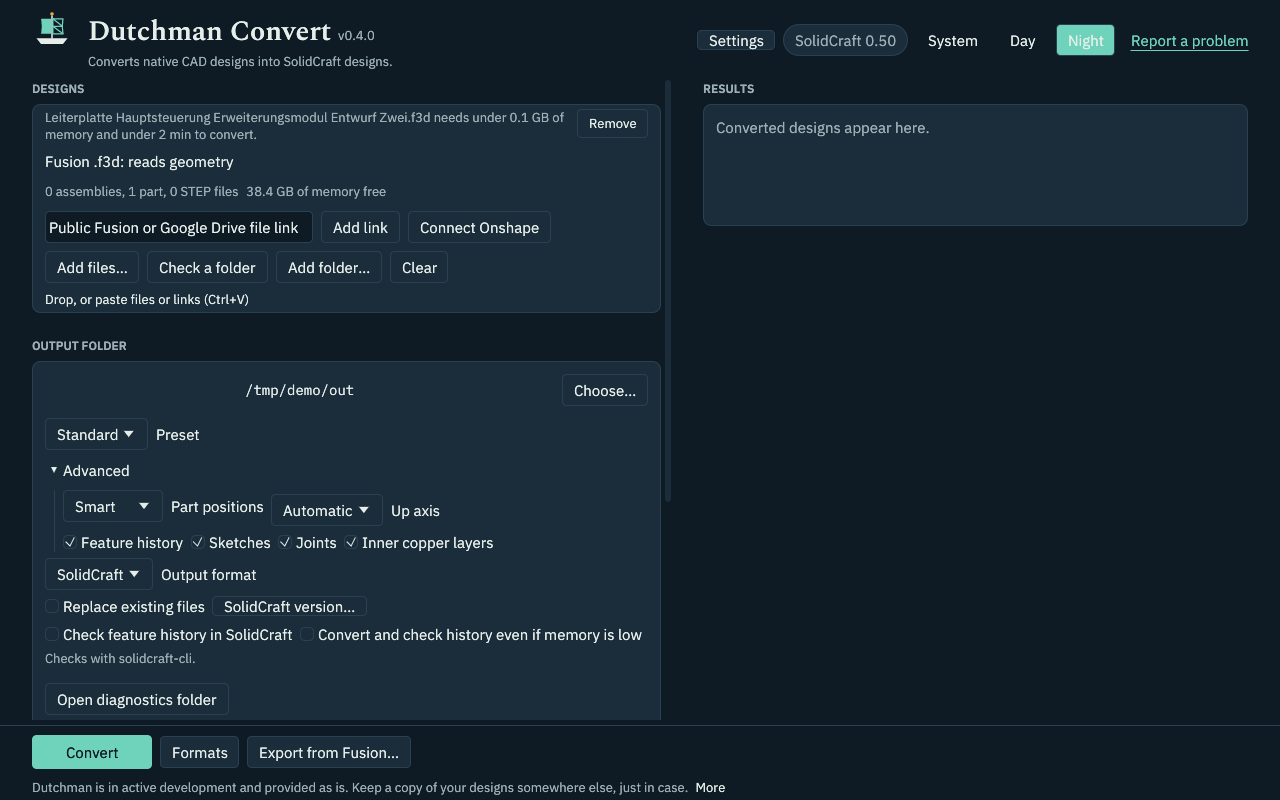 Dutchman Convert v0.4.0
Converts native CAD designs into SolidCraft designs.
Settings
SolidCraft 0.50
System
Day
Night
Report a problem
DESIGNS
Leiterplatte Hauptsteuerung Erweiterungsmodul Entwurf Zwei.f3d needs under 0.1 GB of
memory and under 2 min to convert.
Remove
Fusion .f3d: reads geometry
0 assemblies, 1 part, 0 STEP files 38.4 GB of memory free
Public Fusion or Google Drive file link
Add link
Connect Onshape
Add files...
Check a folder
Add folder...
Clear
Drop, or paste files or links (Ctrl+V)
OUTPUT FOLDER
/tmp/demo/out
Choose...
Standard
Preset
Advanced
Smart
Part positions
Automatic
Up axis
Feature history
Sketches
Joints
Inner copper layers
SolidCraft
Output format
Replace existing files
SolidCraft version...
Check feature history in SolidCraft
Convert and check history even if memory is low
Checks with solidcraft-cli.
Open diagnostics folder
RESULTS
Converted designs appear here.
Convert
Formats
Export from Fusion...
Dutchman is in active development and provided as is. Keep a copy of your designs somewhere else, just in case. More